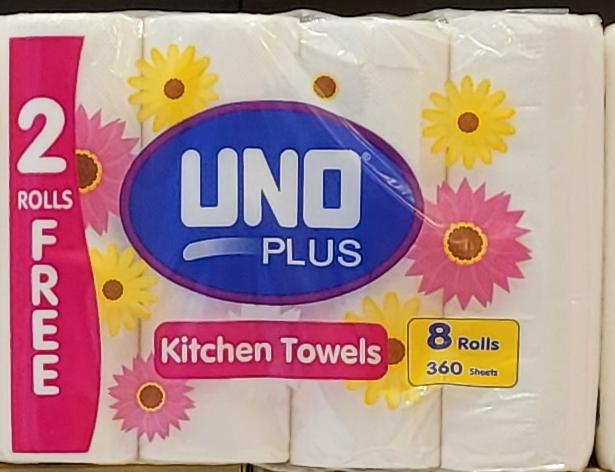 2
ROLLS
FREE
UNO®
PLUS
Kitchen Towels
8 Rolls
360 Sheets